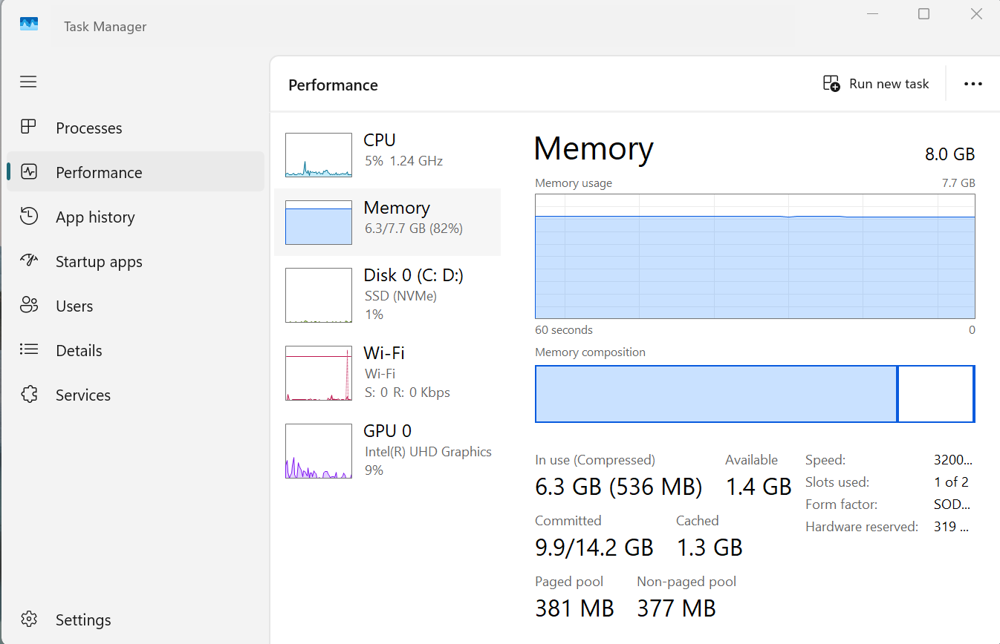 Task Manager
Processes
Performance
App history
Startup apps
Users
Details
Services
Settings
Performance
Run new task
CPU
5% 1.24 GHz
Memory
6.3/7.7 GB (82%)
Disk 0 (C: D:)
SSD (NVMe)
1%
Wi-Fi
Wi-Fi
S: 0 R: 0 Kbps
GPU 0
Intel(R) UHD Graphics
9%
Memory
8.0 GB
Memory usage
7.7 GB
60 seconds
0
Memory composition
In use (Compressed)
6.3 GB (536 MB)
Available
1.4 GB
Committed
9.9/14.2 GB
Cached
1.3 GB
Paged pool
381 MB
Non-paged pool
377 MB
Speed: 3200...
Slots used: 1 of 2
Form factor: SOD...
Hardware reserved: 319 ...